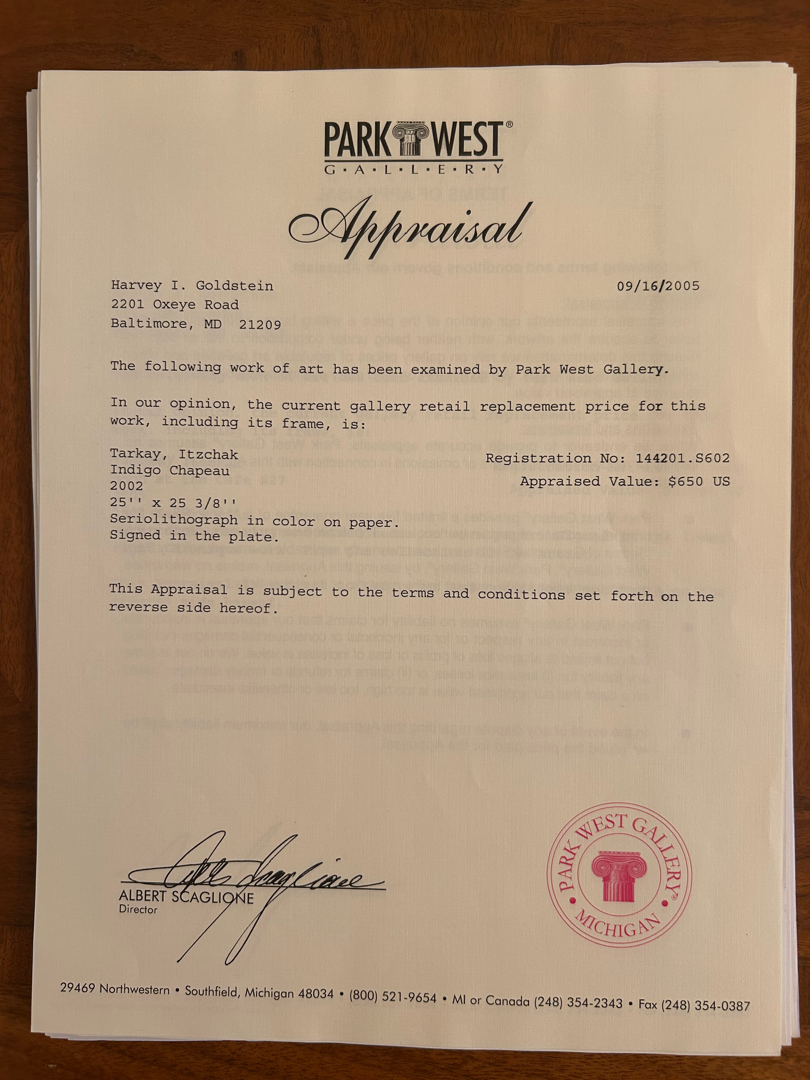 PARK WEST®
G•A•L•L•E•R•Y
Appraisal
Harvey I. Goldstein
09/16/2005
2201 Oxeye Road
Baltimore, MD 21209
The following work of art has been examined by Park West Gallery.
In our opinion, the current gallery retail replacement price for this
work, including its frame, is:
Tarkay, Itzchak
Registration No: 144201.S602
Indigo Chapeau
2002
Appraised Value: $650 US
25'' x 25 3/8''
Seriolithograph in color on paper.
Signed in the plate.
This Appraisal is subject to the terms and conditions set forth on the
reverse side hereof.
ALBERT SCAGLIONE
Director
PARK WEST GALLERY®
• MICHIGAN •
29469 Northwestern • Southfield, Michigan 48034 • (800) 521-9654 • MI or Canada (248) 354-2343 • Fax (248) 354-0387